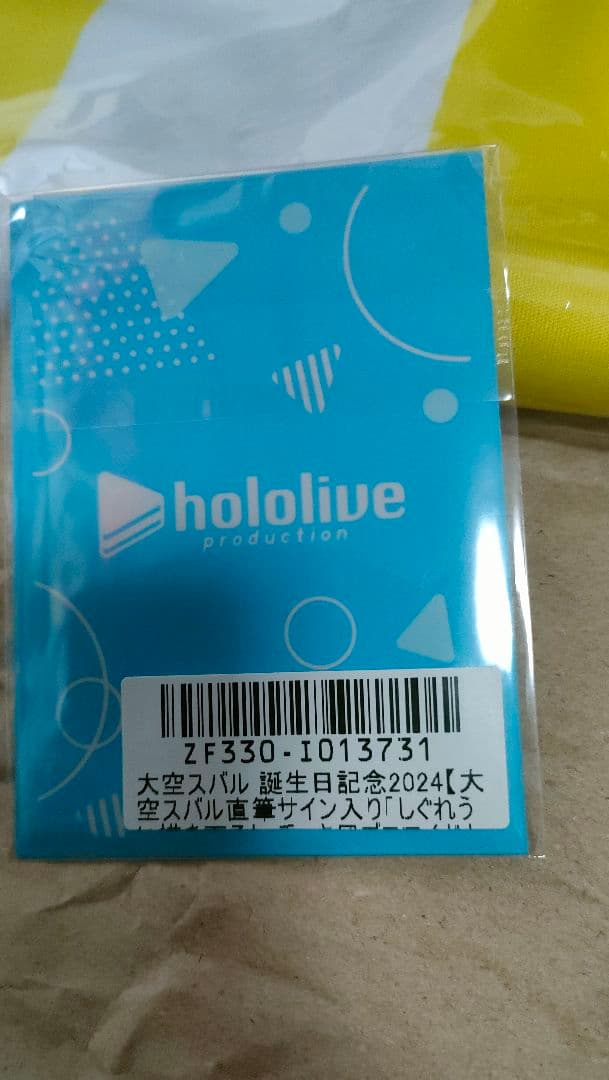 hololive
production
ZF330-I013731
大空スバル 誕生日記念2024【大
空スバル直筆サイン入り「しぐれう